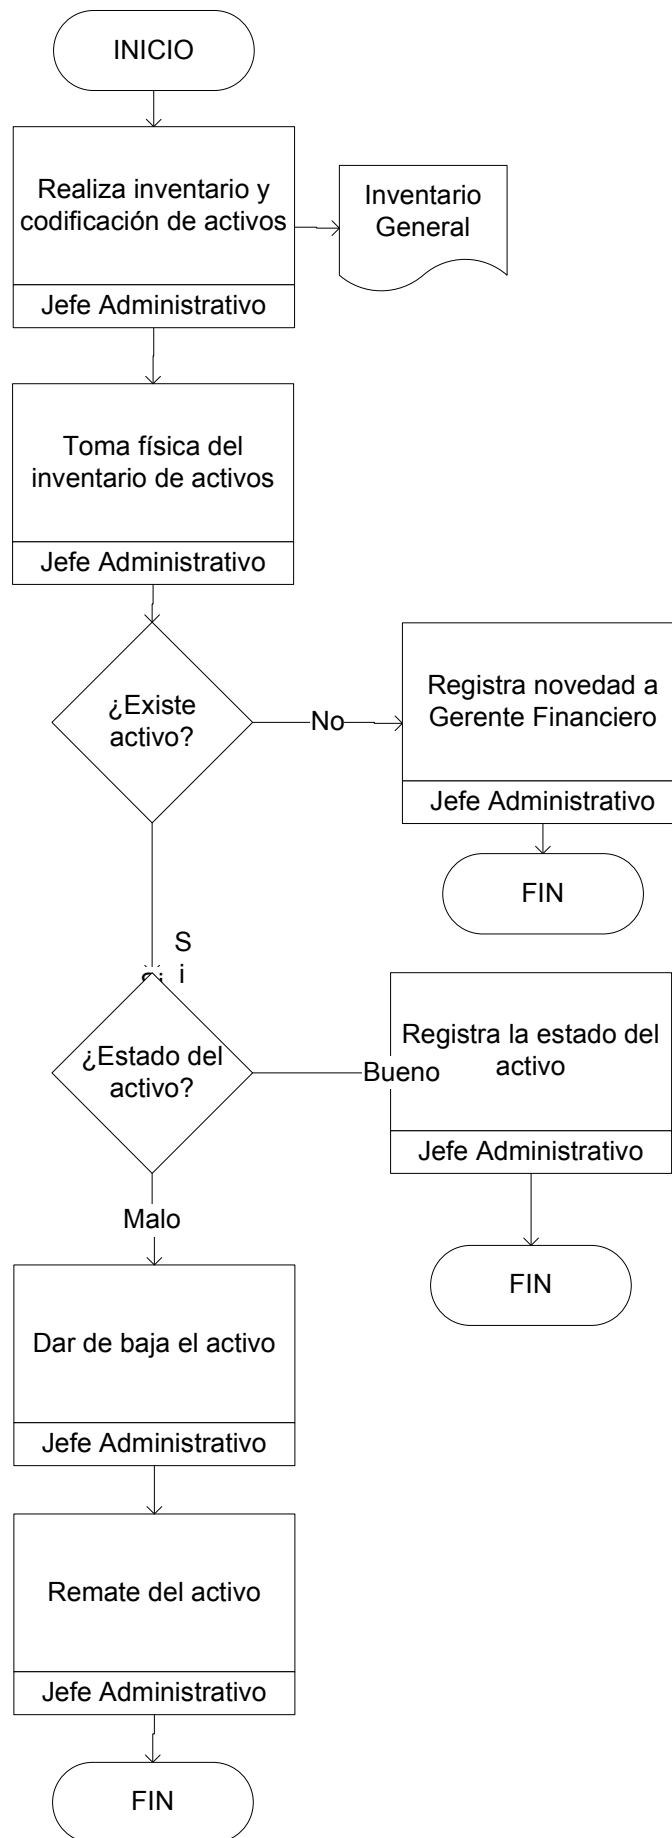 INICIO
Realiza inventario y
codificación de activos
Jefe Administrativo
Inventario
General
Toma física del
inventario de activos
Jefe Administrativo
¿Existe
activo?
No
Registra novedad a
Gerente Financiero
Jefe Administrativo
FIN
S
i
¿Estado del
activo?
Bueno
Registra la estado del
activo
Jefe Administrativo
FIN
Malo
Dar de baja el activo
Jefe Administrativo
Remate del activo
Jefe Administrativo
FIN